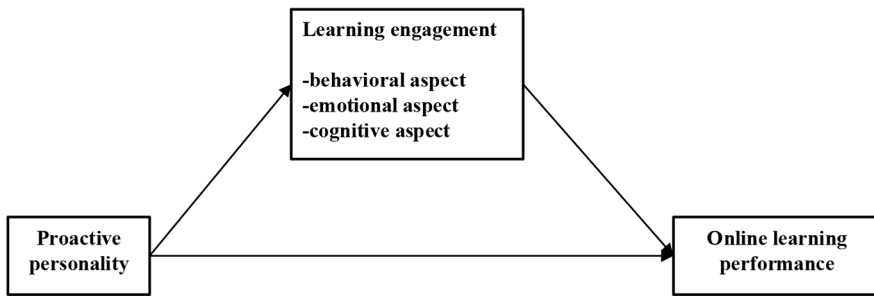 Learning engagement
-behavioral aspect
-emotional aspect
-cognitive aspect
Proactive
personality
Online learning
performance